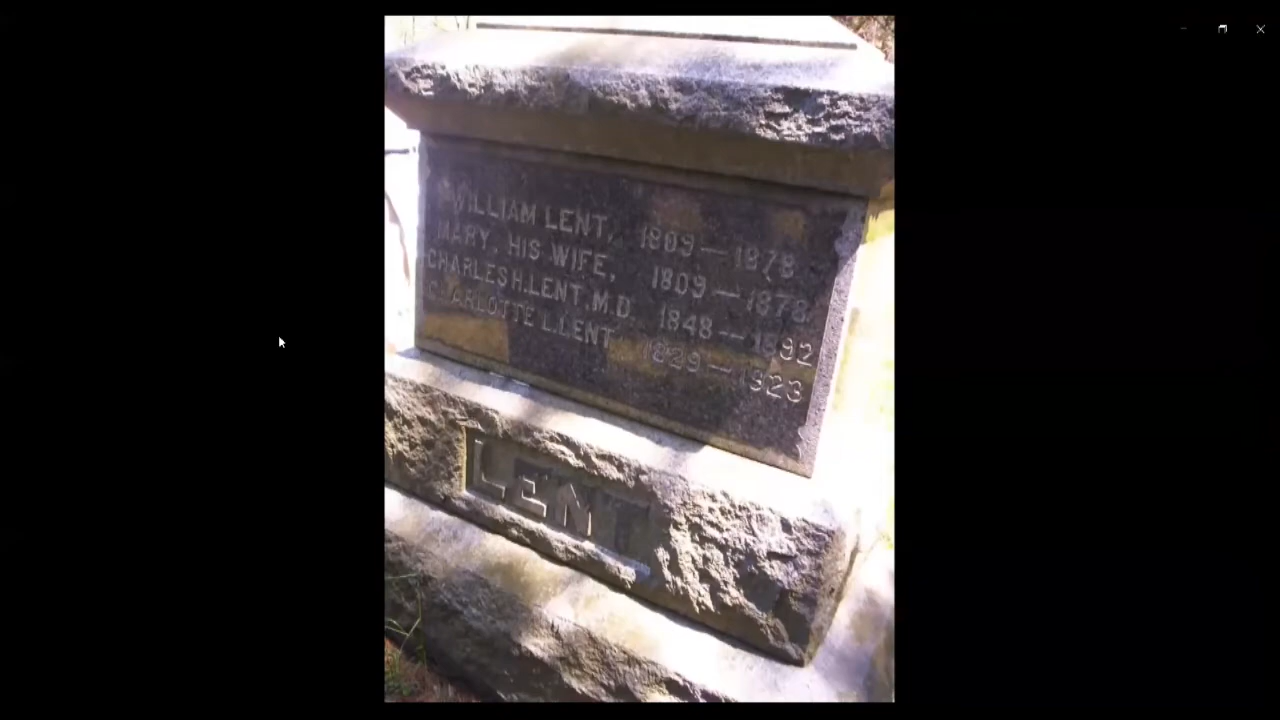 WILLIAM LENT, 1809—1878
MARY, HIS WIFE, 1809—1878
CHARLES H. LENT, M.D. 1848—1892
CHARLOTTE L. LENT 1829—1923
LENT